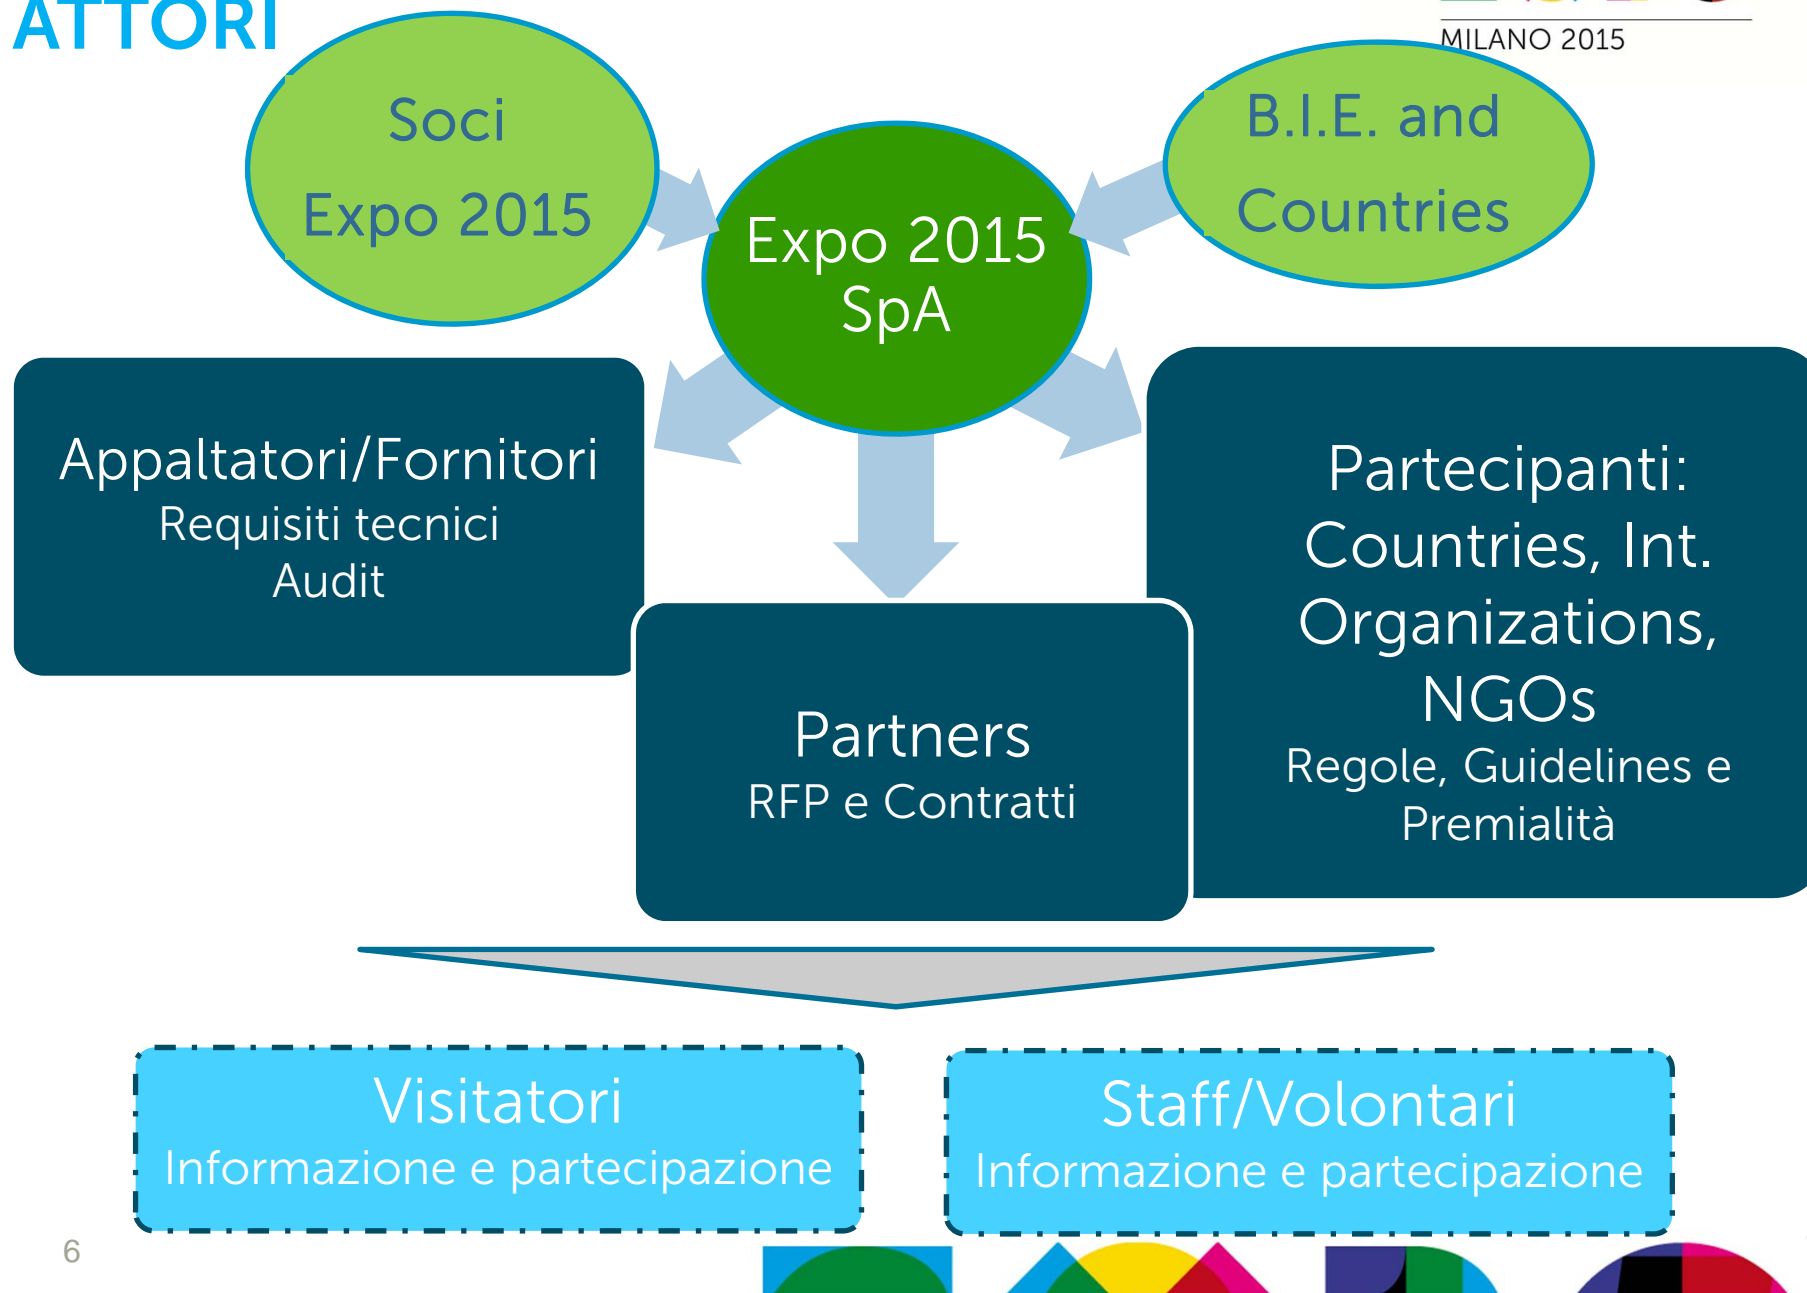 ATTORI
MILANO 2015
Soci
Expo 2015
B.I.E. and
Countries
Expo 2015
SpA
Appaltatori/Fornitori
Requisiti tecnici
Audit
Partecipanti:
Countries, Int.
Organizations,
NGOs
Regole, Guidelines e
Premialità
Partners
RFP e Contratti
Visitatori
Informazione e partecipazione
Staff/Volontari
Informazione e partecipazione
6